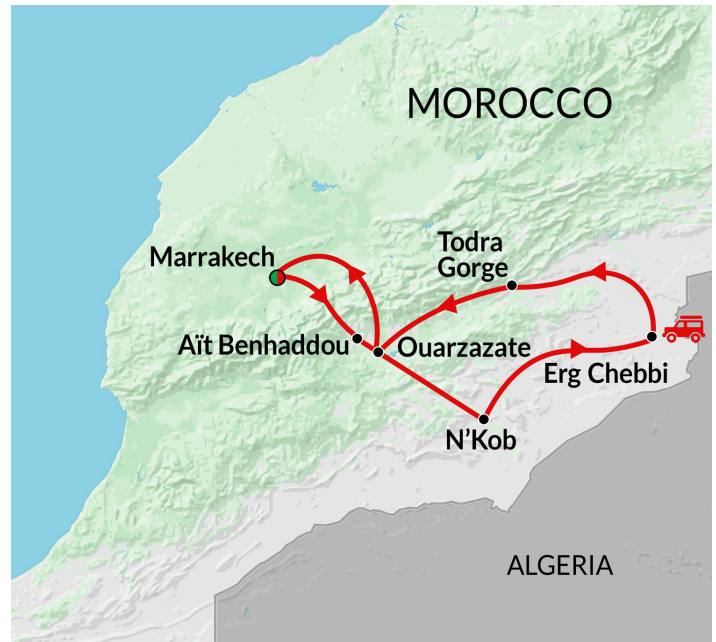 MOROCCO
Marrakech
Todra
Gorge
Aït Benhaddou
Ouarzazate
Erg Chebbi
N'Kob
ALGERIA